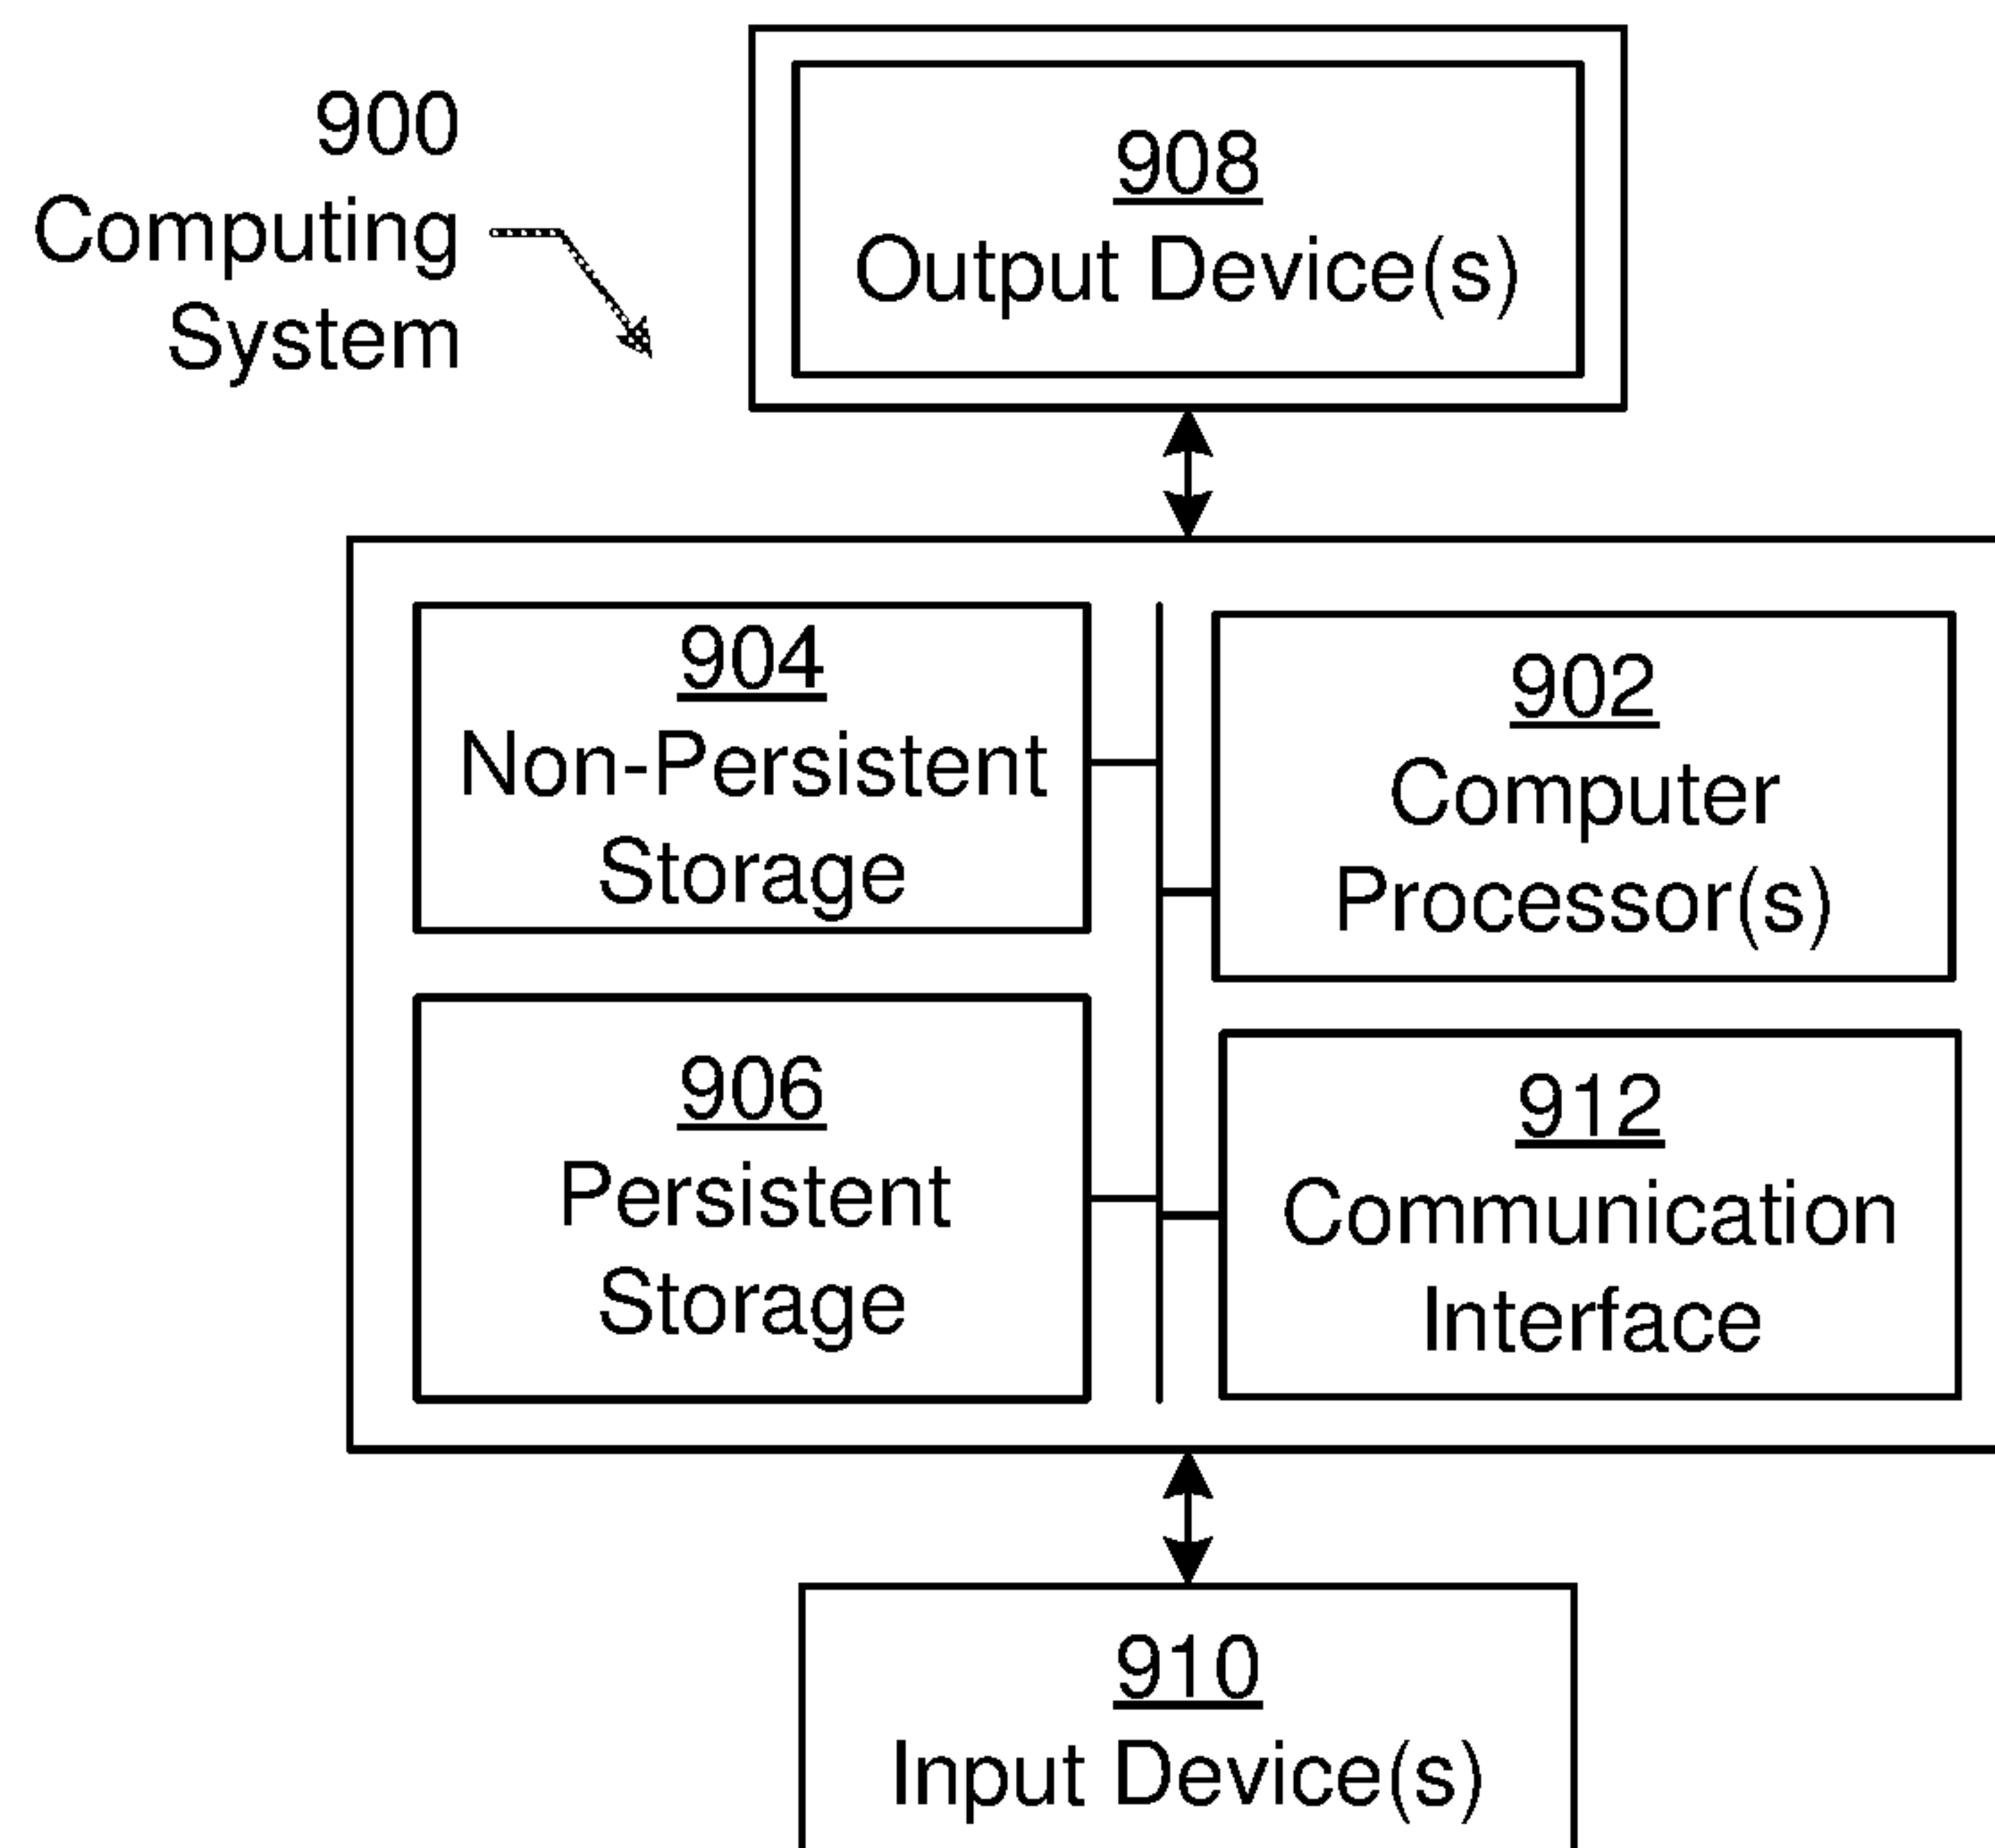 900
Computing
System
908
Output Device(s)
904
Non-Persistent
Storage
902
Computer
Processor(s)
906
Persistent
Storage
912
Communication
Interface
910
Input Device(s)